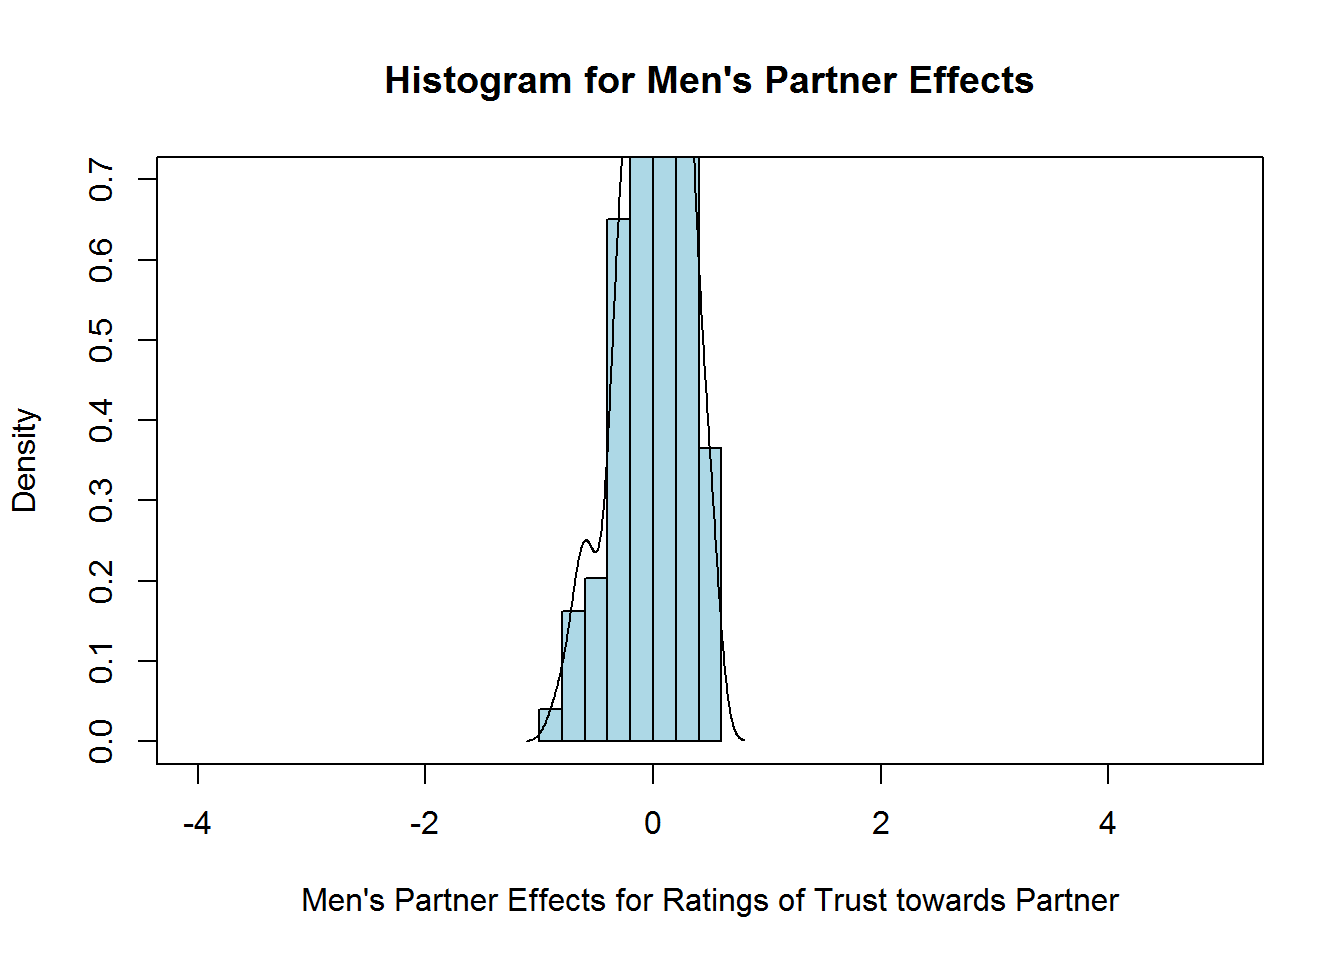 Histogram for Men's Partner Effects
0.7
0.6
0.5
0.4
0.3
0.2
0.1
0.0
Density
-4 -2 0 2 4
Men's Partner Effects for Ratings of Trust towards Partner